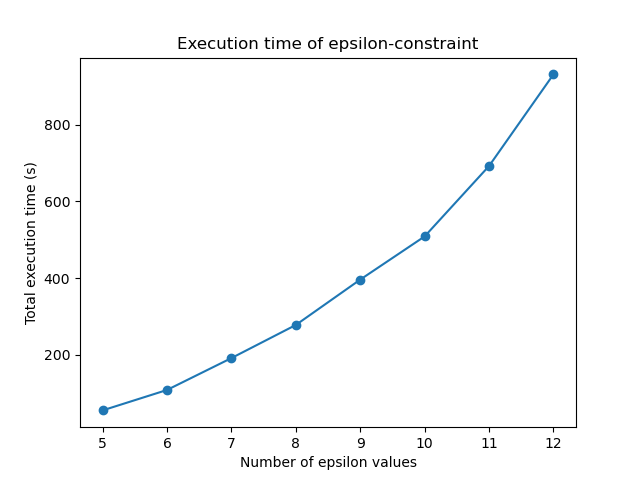 Execution time of epsilon-constraint
Total execution time (s)
800
600
400
200
5 6 7 8 9 10 11 12
Number of epsilon values